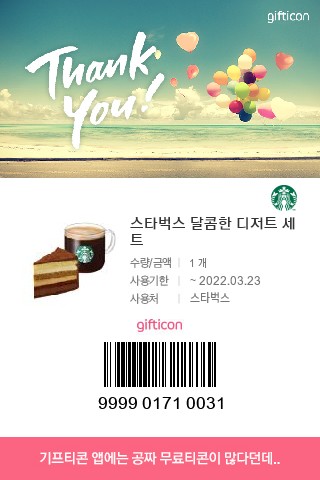 gifticon
Thank
You!
스타벅스 달콤한 디저트 세
트
수량/금액 | 1 개
사용기한 | ~ 2022.03.23
사용처 | 스타벅스
gifticon
9999 0171 0031
기프티콘 앱에는 공짜 무료티콘이 많다던데..